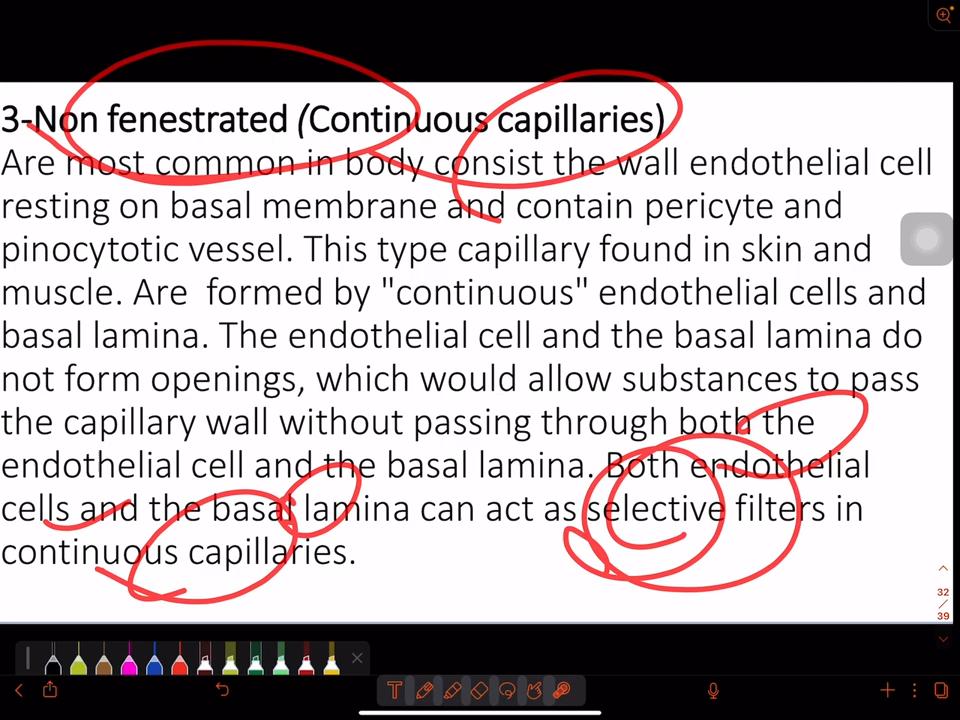 3-Non fenestrated (Continuous capillaries)
Are most common in body consist the wall endothelial cell
resting on basal membrane and contain pericyte and
pinocytotic vessel. This type capillary found in skin and
muscle. Are formed by "continuous" endothelial cells and
basal lamina. The endothelial cell and the basal lamina do
not form openings, which would allow substances to pass
the capillary wall without passing through both the
endothelial cell and the basal lamina. Both endothelial
cells and the basal lamina can act as selective filters in
continuous capillaries.
32
/
39
T